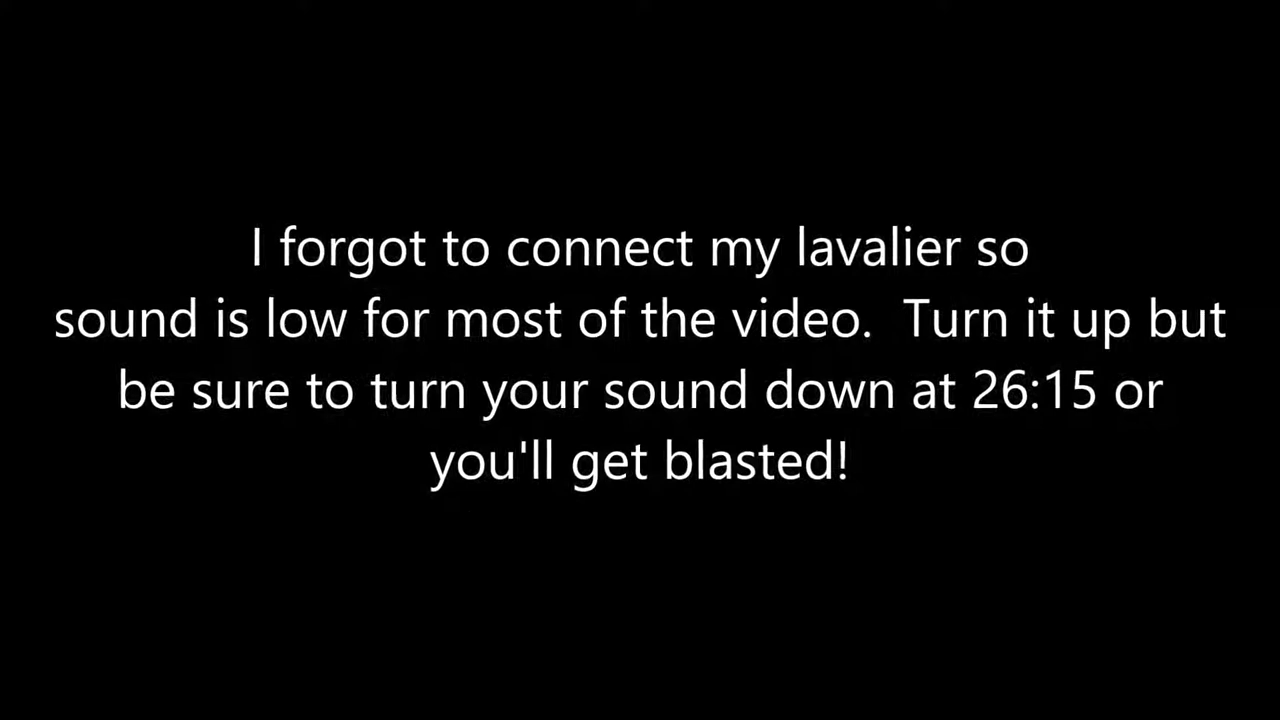 I forgot to connect my lavalier so
sound is low for most of the video.  Turn it up but
be sure to turn your sound down at 26:15 or
you'll get blasted!